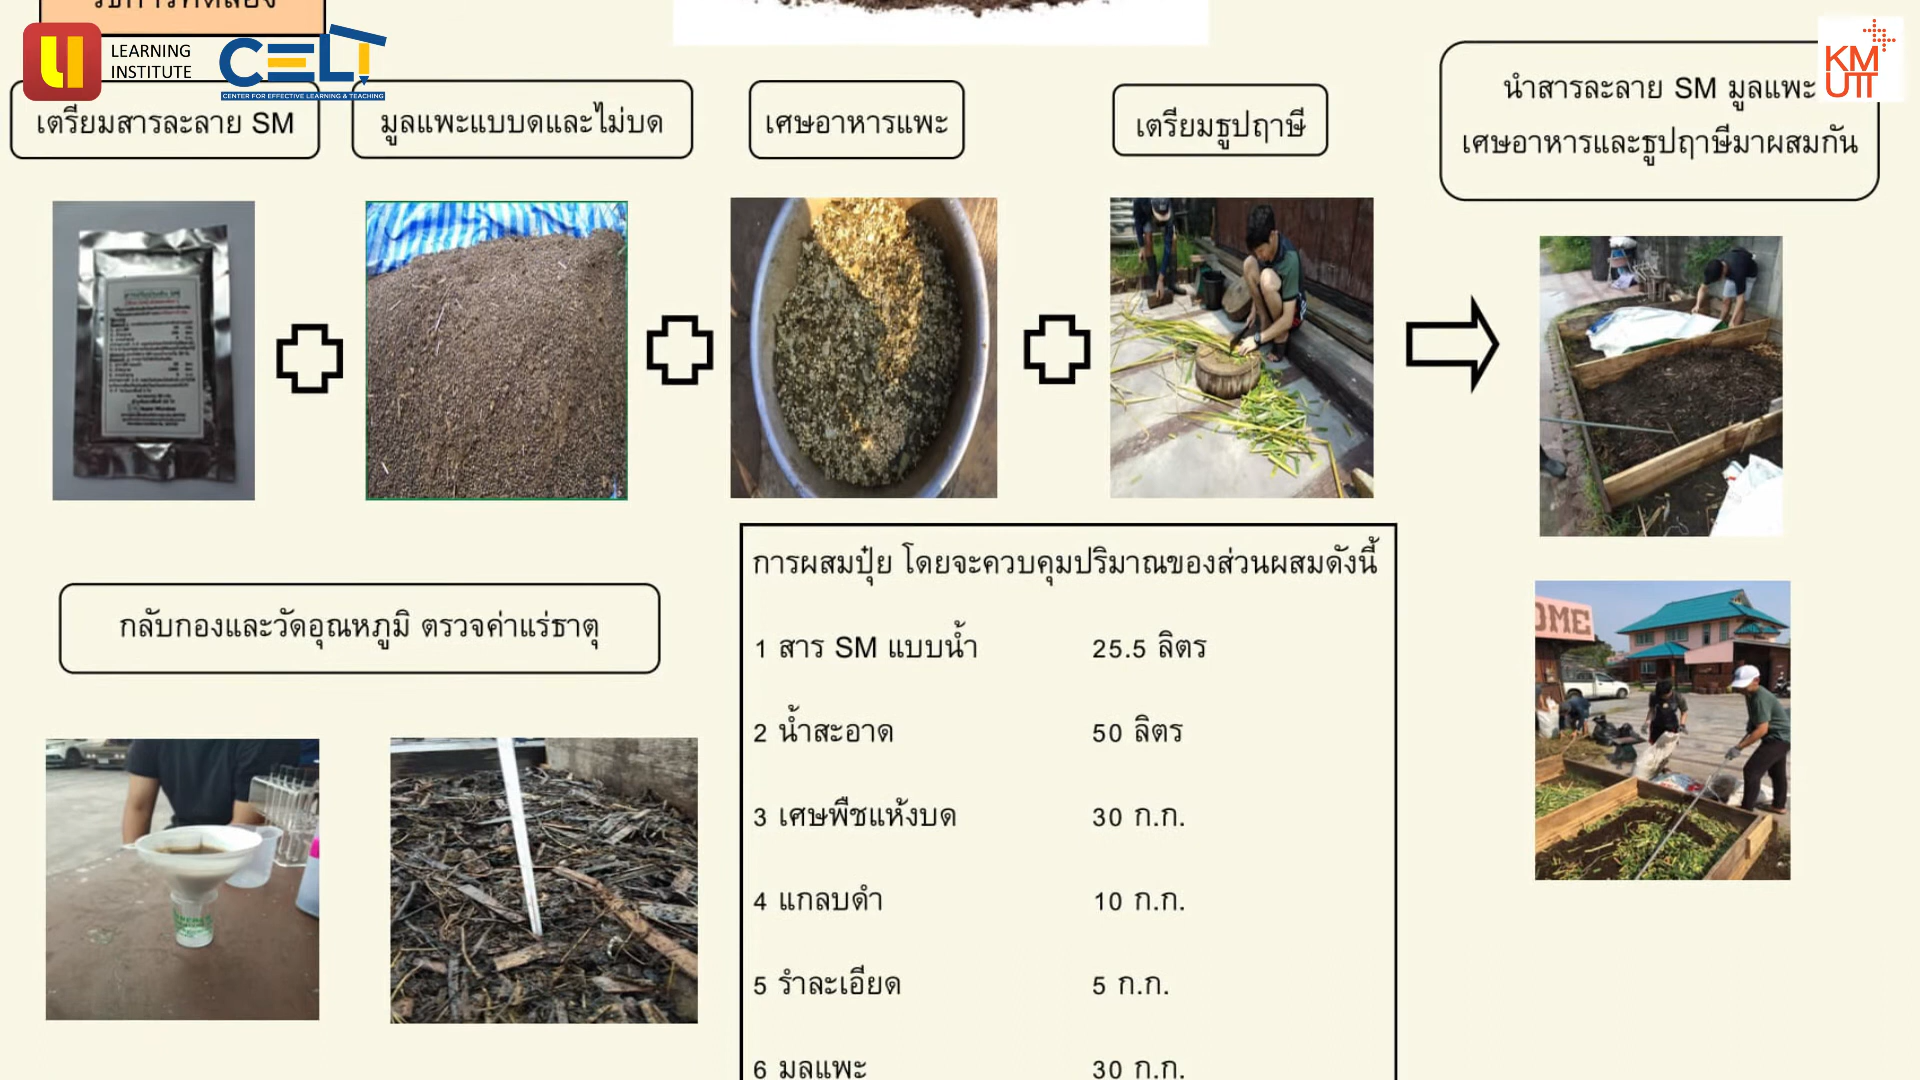 วิธีการทดลอง
LEARNING
INSTITUTE
CELT
CENTER FOR EFFECTIVE LEARNING & TEACHING
KM
UTT
เตรียมสารละลาย SM
มูลแพะแบบดและไม่บด
เศษอาหารแพะ
เตรียมธูปฤาษี
นำสารละลาย SM มูลแพะ
เศษอาหารและธูปฤาษีมาผสมกัน
กลับกองและวัดอุณหภูมิ ตรวจค่าแร่ธาตุ
การผสมปุ๋ย โดยจะควบคุมปริมาณของส่วนผสมดังนี้
1 สาร SM แบบน้ำ 25.5 ลิตร
2 น้ำสะอาด 50 ลิตร
3 เศษพืชแห้งบด 30 ก.ก.
4 แกลบดำ 10 ก.ก.
5 รำละเอียด 5 ก.ก.
6 มูลแพะ 30 ก.ก.
OME